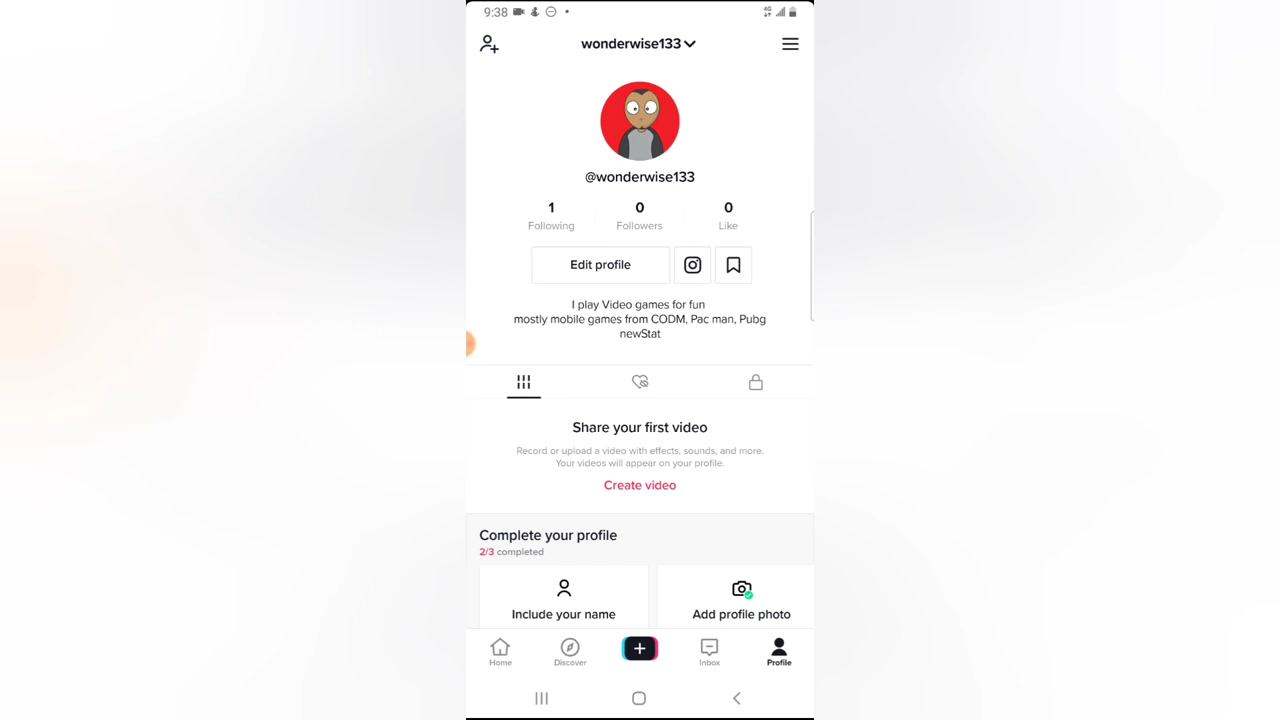 9:38
4G
wonderwise133
@wonderwise133
1 0 0
Following Followers Like
Edit profile
I play Video games for fun
mostly mobile games from CODM, Pac man, Pubg
newStat
Share your first video
Record or upload a video with effects, sounds, and more.
Your videos will appear on your profile.
Create video
Complete your profile
2/3 completed
Include your name Add profile photo
Home Discover Inbox Profile